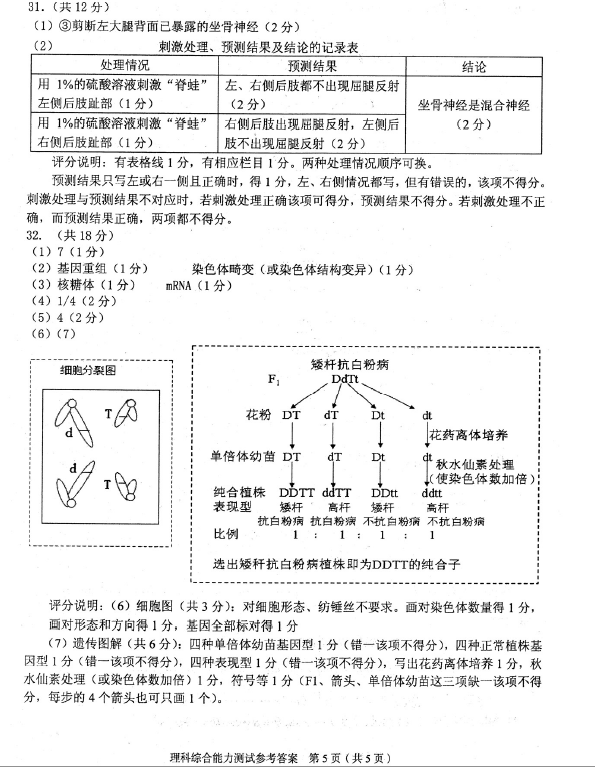 31.(共 12 分)
(1) ③剪断左大腿背面已暴露的坐骨神经(2 分)
(2) 刺激处理、预测结果及结论的记录表
处理情况 预测结果 结论
用 1%的硫酸溶液刺激“脊蛙”左侧后肢趾部(1 分) 左、右侧后肢都不出现屈腿反射(2 分) 坐骨神经是混合神经(2 分)
用 1%的硫酸溶液刺激“脊蛙”右侧后肢趾部(1 分) 右侧后肢出现屈腿反射,左侧后肢不出现屈腿反射(2 分)
评分说明:有表格线 1 分,有相应栏目 1 分。两种处理情况顺序可换。
预测结果只写左或右一侧且正确时,得 1 分,左、右侧情况都写,但有错误的,该项不得分。
刺激处理与预测结果不对应时,若刺激处理正确该项可得分,预测结果不得分。若刺激处理不正
确,而预测结果正确,两项都不得分。
32. (共 18 分)
(1) 7(1 分)
(2) 基因重组(1 分) 染色体畸变(或染色体结构变异)(1 分)
(3) 核糖体(1 分) mRNA(1 分)
(4) 1/4(2 分)
(5) 4(2 分)
(6)(7)
细胞分裂图
d T
d T
矮杆抗白粉病
F₁ DdTt
花粉 DT dT Dt dt
花药离体培养
单倍体幼苗 DT dT Dt dt
秋水仙素处理
(使染色体数加倍)
纯合植株 DDTT ddTT DDtt ddtt
表现型 矮杆 高杆 矮杆 高杆
抗白粉病 抗白粉病 不抗白粉病 不抗白粉病
比例 1 : 1 : 1 : 1
选出矮秆抗白粉病植株即为DDTT的纯合子
评分说明:(6)细胞图(共 3 分):对细胞形态、纺锤丝不要求。画对染色体数量得 1 分,
画对形态和方向得 1 分,基因全部标对得 1 分
(7)遗传图解(共 6 分):四种单倍体幼苗基因型 1 分(错一该项不得分),四种正常植株基
因型 1 分(错一该项不得分),四种表现型 1 分(错一该项不得分),写出花药离体培养 1 分,秋
水仙素处理(或染色体数加倍)1 分,符号等 1 分(F1、箭头、单倍体幼苗这三项缺一该项不得
分,每步的 4 个箭头也可只画 1 个)。
理科综合能力测试参考答案 第 5 页(共 5 页)